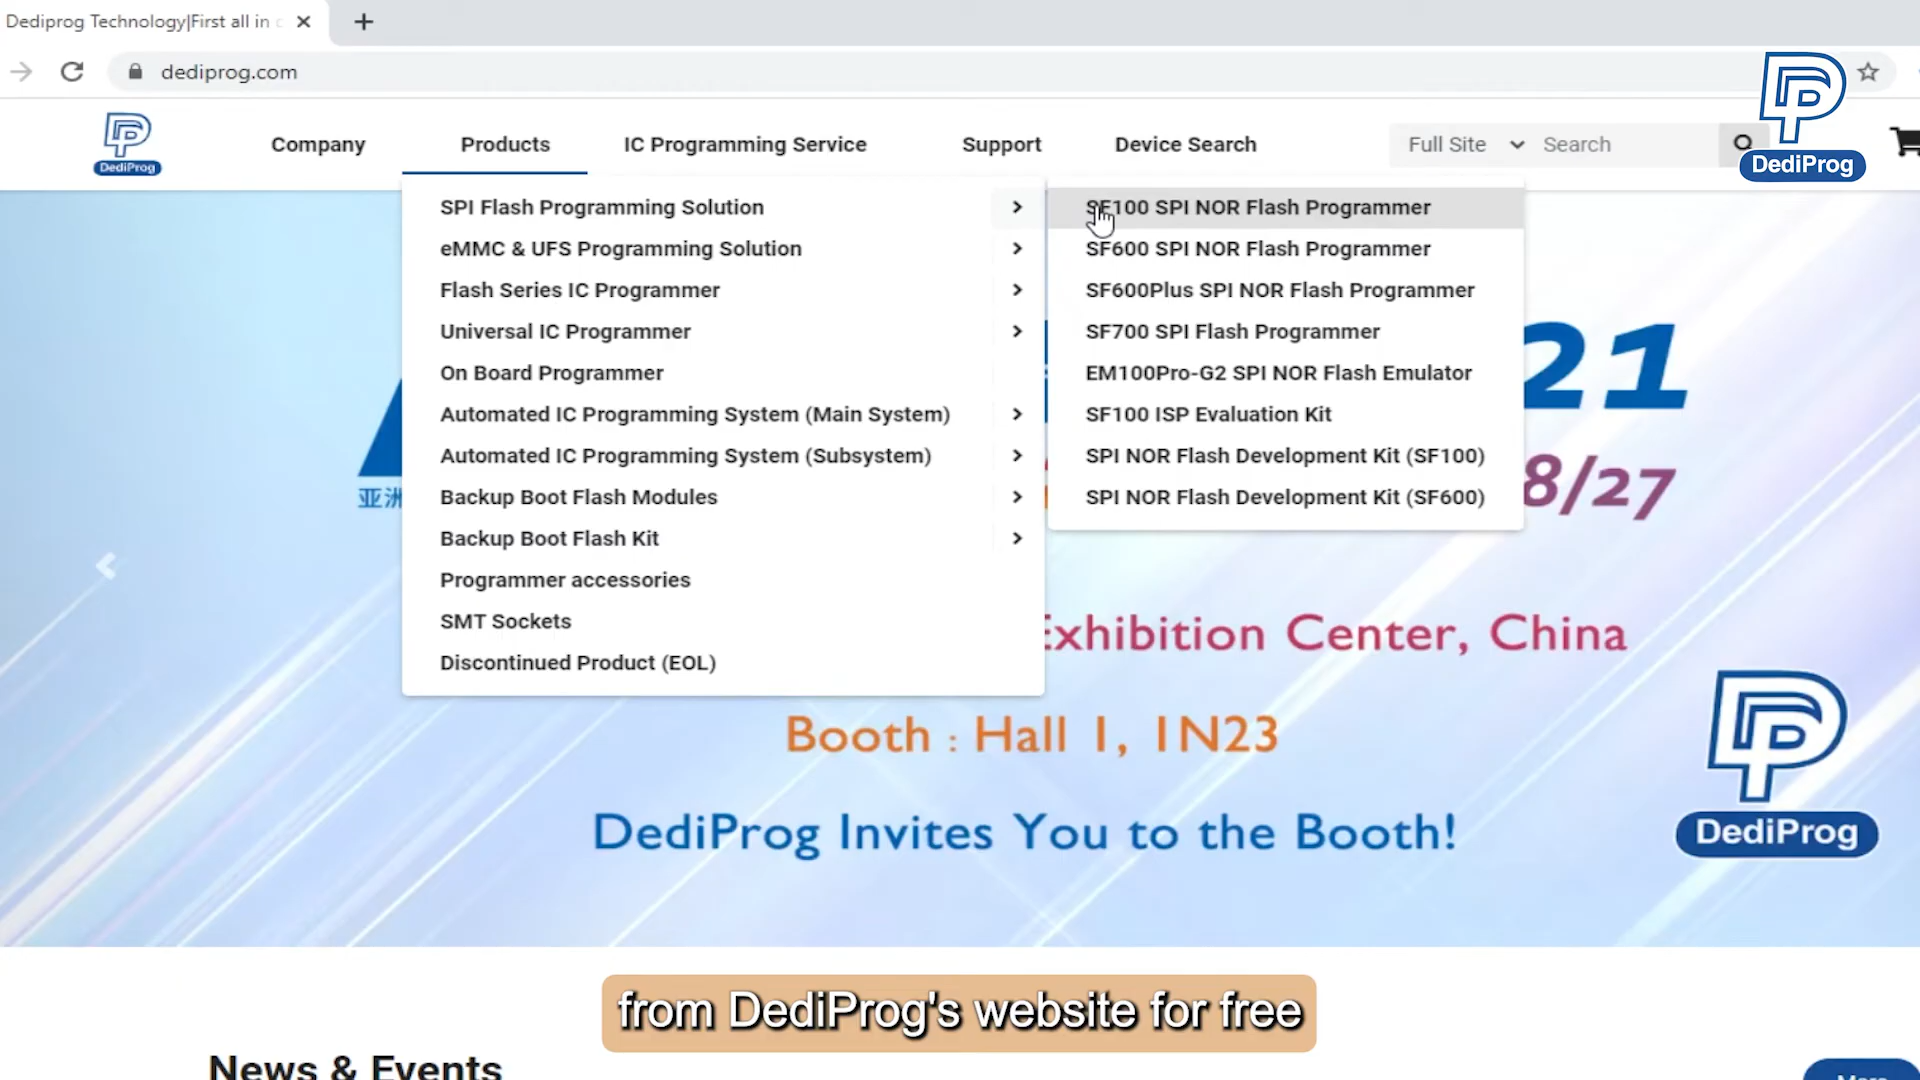 Dediprog Technology|First all in
dediprog.com
DediProg
Company
Products
IC Programming Service
Support
Device Search
Full Site
Search
DediProg
SPI Flash Programming Solution
eMMC & UFS Programming Solution
Flash Series IC Programmer
Universal IC Programmer
On Board Programmer
Automated IC Programming System (Main System)
Automated IC Programming System (Subsystem)
Backup Boot Flash Modules
Backup Boot Flash Kit
Programmer accessories
SMT Sockets
Discontinued Product (EOL)
SF100 SPI NOR Flash Programmer
SF600 SPI NOR Flash Programmer
SF600Plus SPI NOR Flash Programmer
SF700 SPI Flash Programmer
EM100Pro-G2 SPI NOR Flash Emulator
SF100 ISP Evaluation Kit
SPI NOR Flash Development Kit (SF100)
SPI NOR Flash Development Kit (SF600)
21
8/27
亚洲
Exhibition Center, China
Booth : Hall 1, 1N23
DediProg Invites You to the Booth!
DediProg
from DediProg's website for free
News & Events